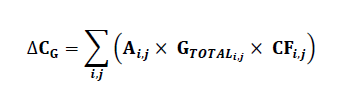 ΔC_G = ∑_{i,j} (A_{i,j} × G_{TOTAL_{i,j}} × CF_{i,j})